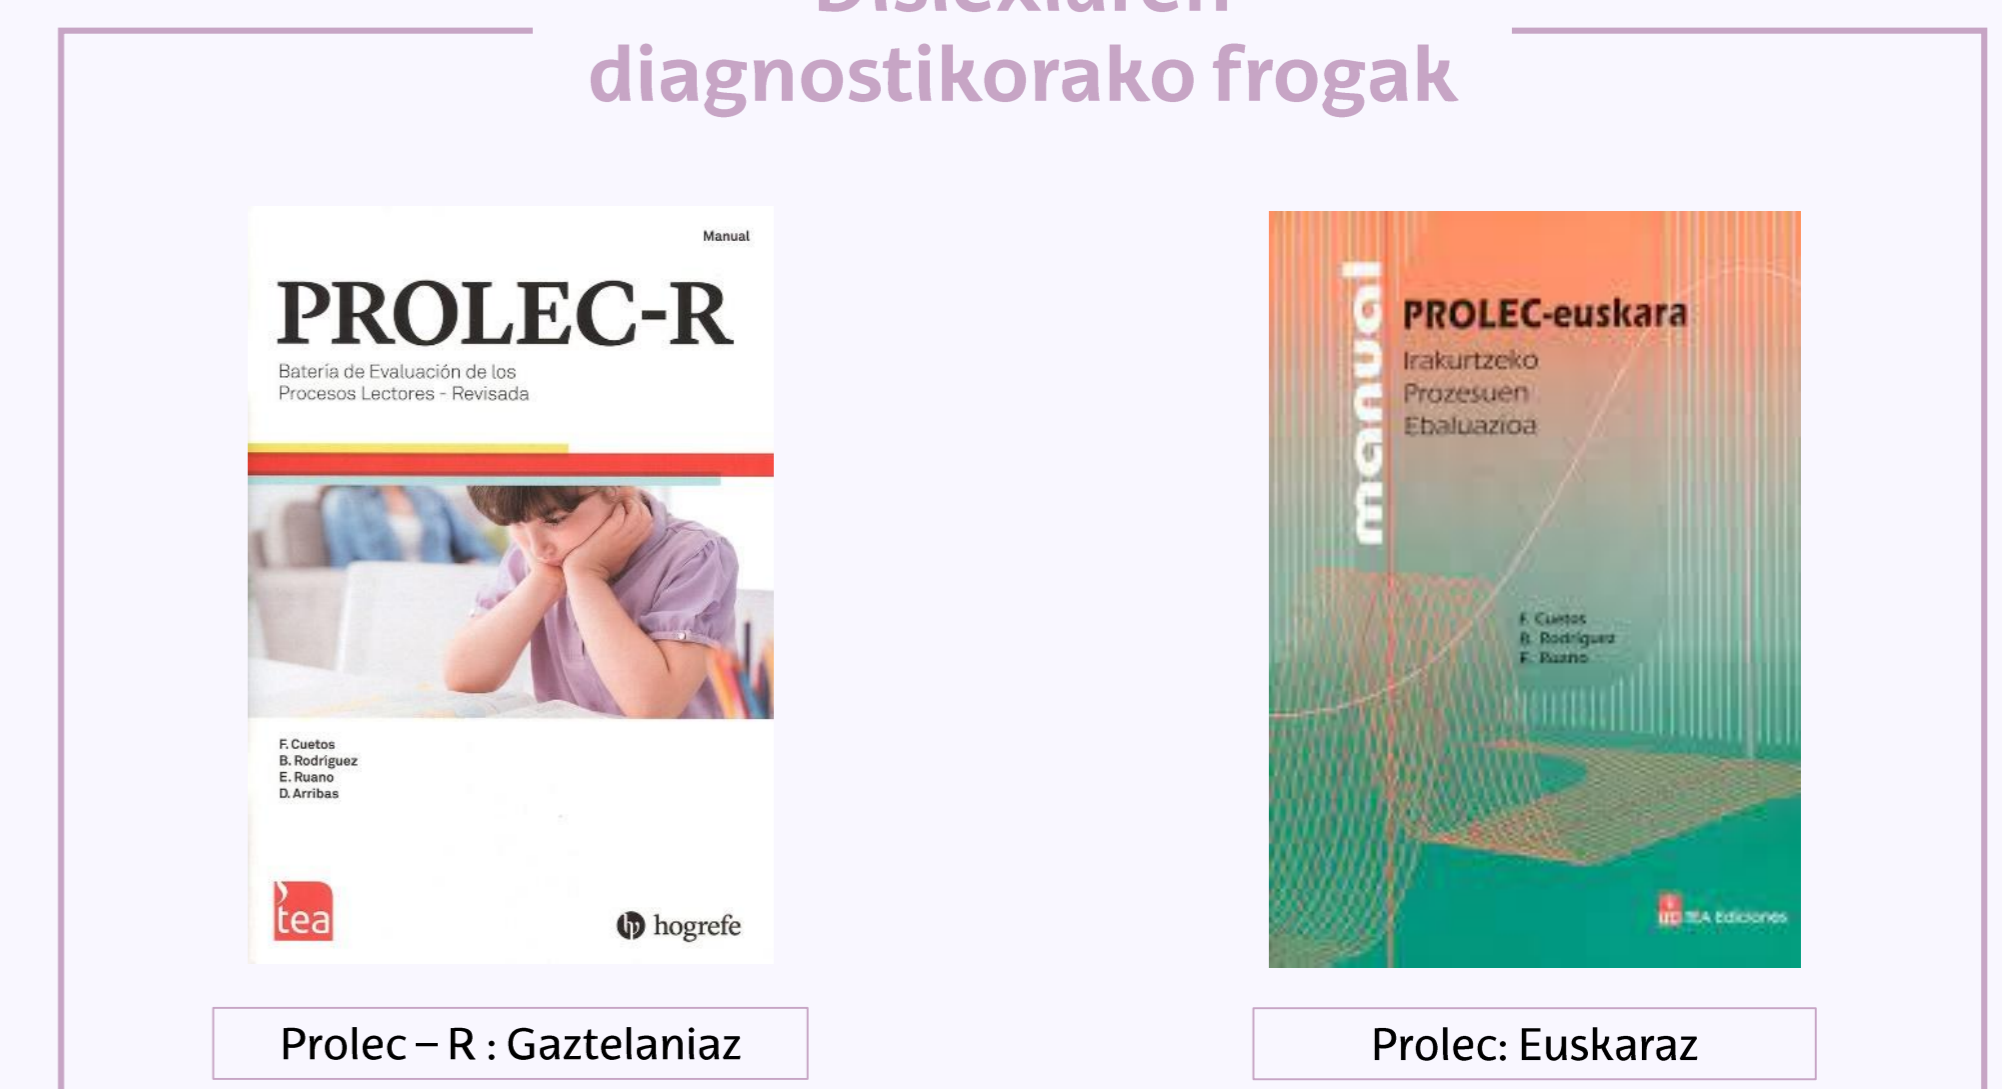 Dislexiaren
diagnostikorako frogak
Manual
PROLEC-R
Batería de Evaluación de los
Procesos Lectores - Revisada
F. Cuetos
B. Rodríguez
E. Ruano
D. Arribas
tea
hogrefe
Prolec – R : Gaztelaniaz
manual
PROLEC-euskara
Irakurtzeko
Prozesuen
Ebaluazioa
F. Cuetos
B. Rodríguez
E. Ruano
TEA Ediciones
Prolec: Euskaraz